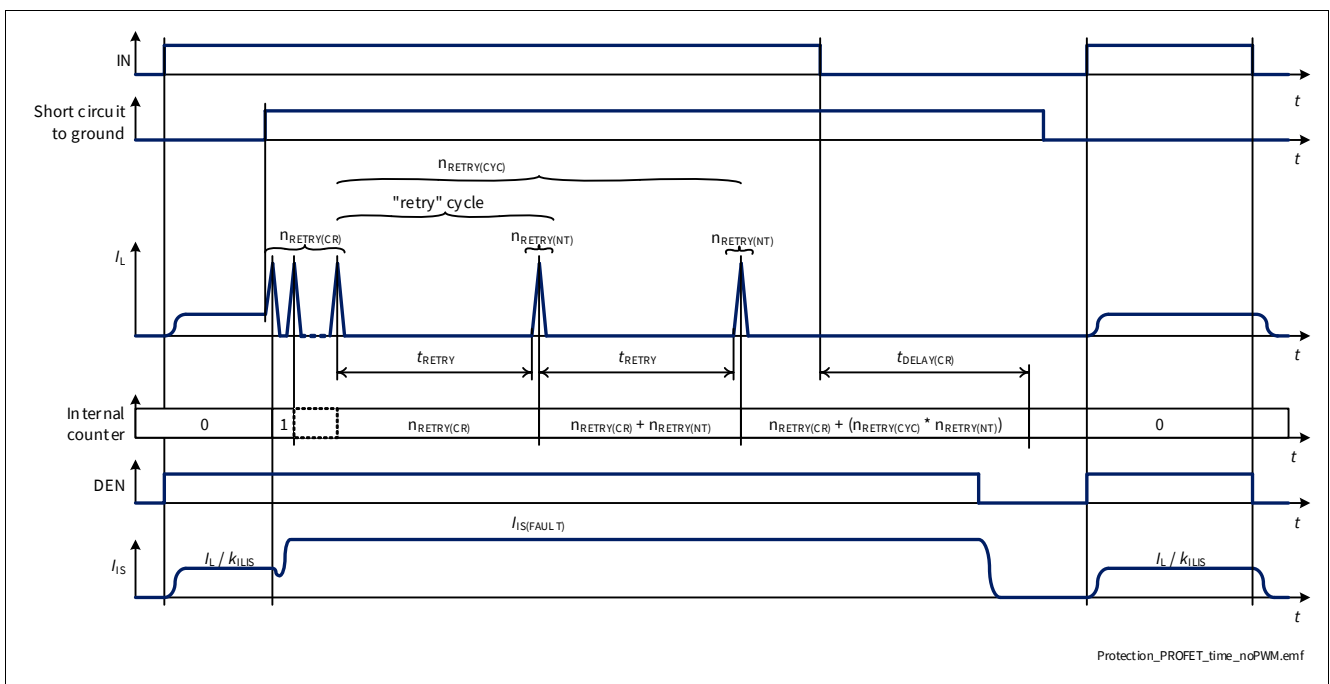 IN
t
Short circuit
to ground
t
nRETRY(CYC)
"retry" cycle
nRETRY(CR)
nRETRY(NT)
nRETRY(NT)
IL
t
tRETRY
tRETRY
tDELAY(CR)
Internal
counter
0
1
nRETRY(CR)
nRETRY(CR) + nRETRY(NT)
nRETRY(CR) + (nRETRY(CYC) * nRETRY(NT))
0
t
DEN
t
IIS(FAULT)
IIS
IL / kILIS
IL / kILIS
t
Protection_PROFET_time_noPWM.emf